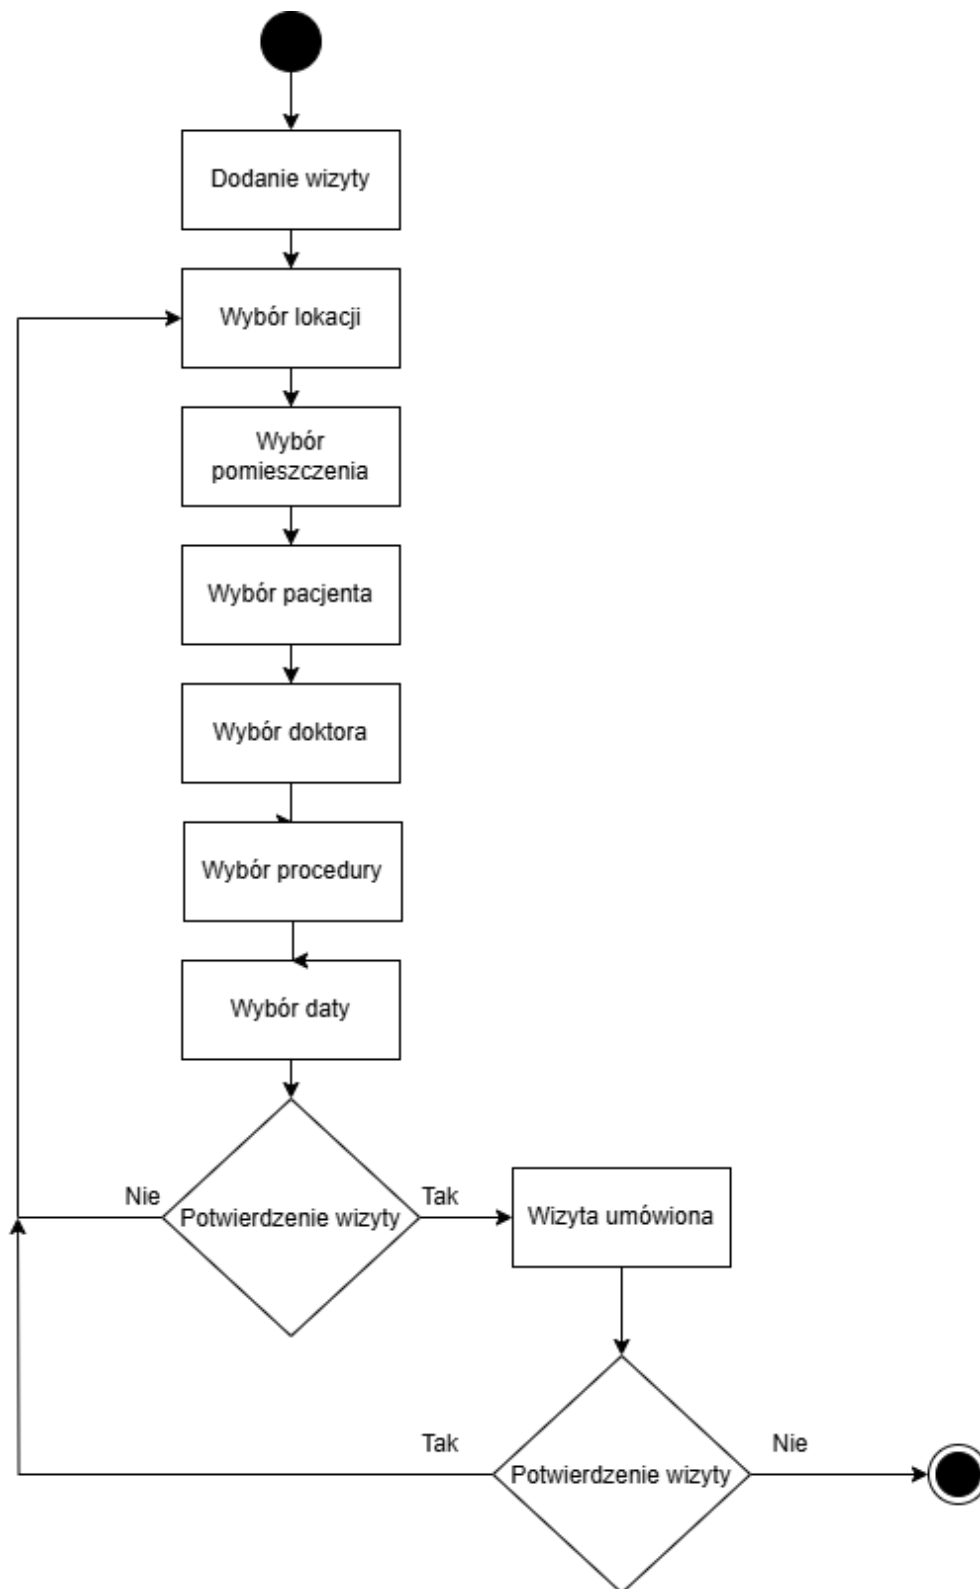 Dodanie wizyty
Wybór lokacji
Wybór
pomieszczenia
Wybór pacjenta
Wybór doktora
Wybór procedury
Wybór daty
Nie
Potwierdzenie wizyty
Tak
Wizyta umówiona
Tak
Potwierdzenie wizyty
Nie